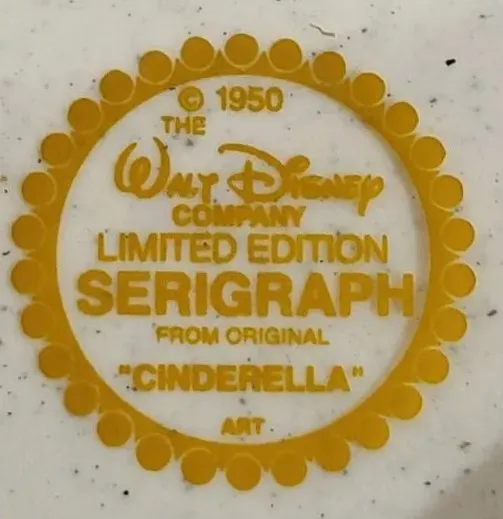 © 1950
THE
WALT DISNEY
COMPANY
LIMITED EDITION
SERIGRAPH
FROM ORIGINAL
"CINDERELLA"
ART